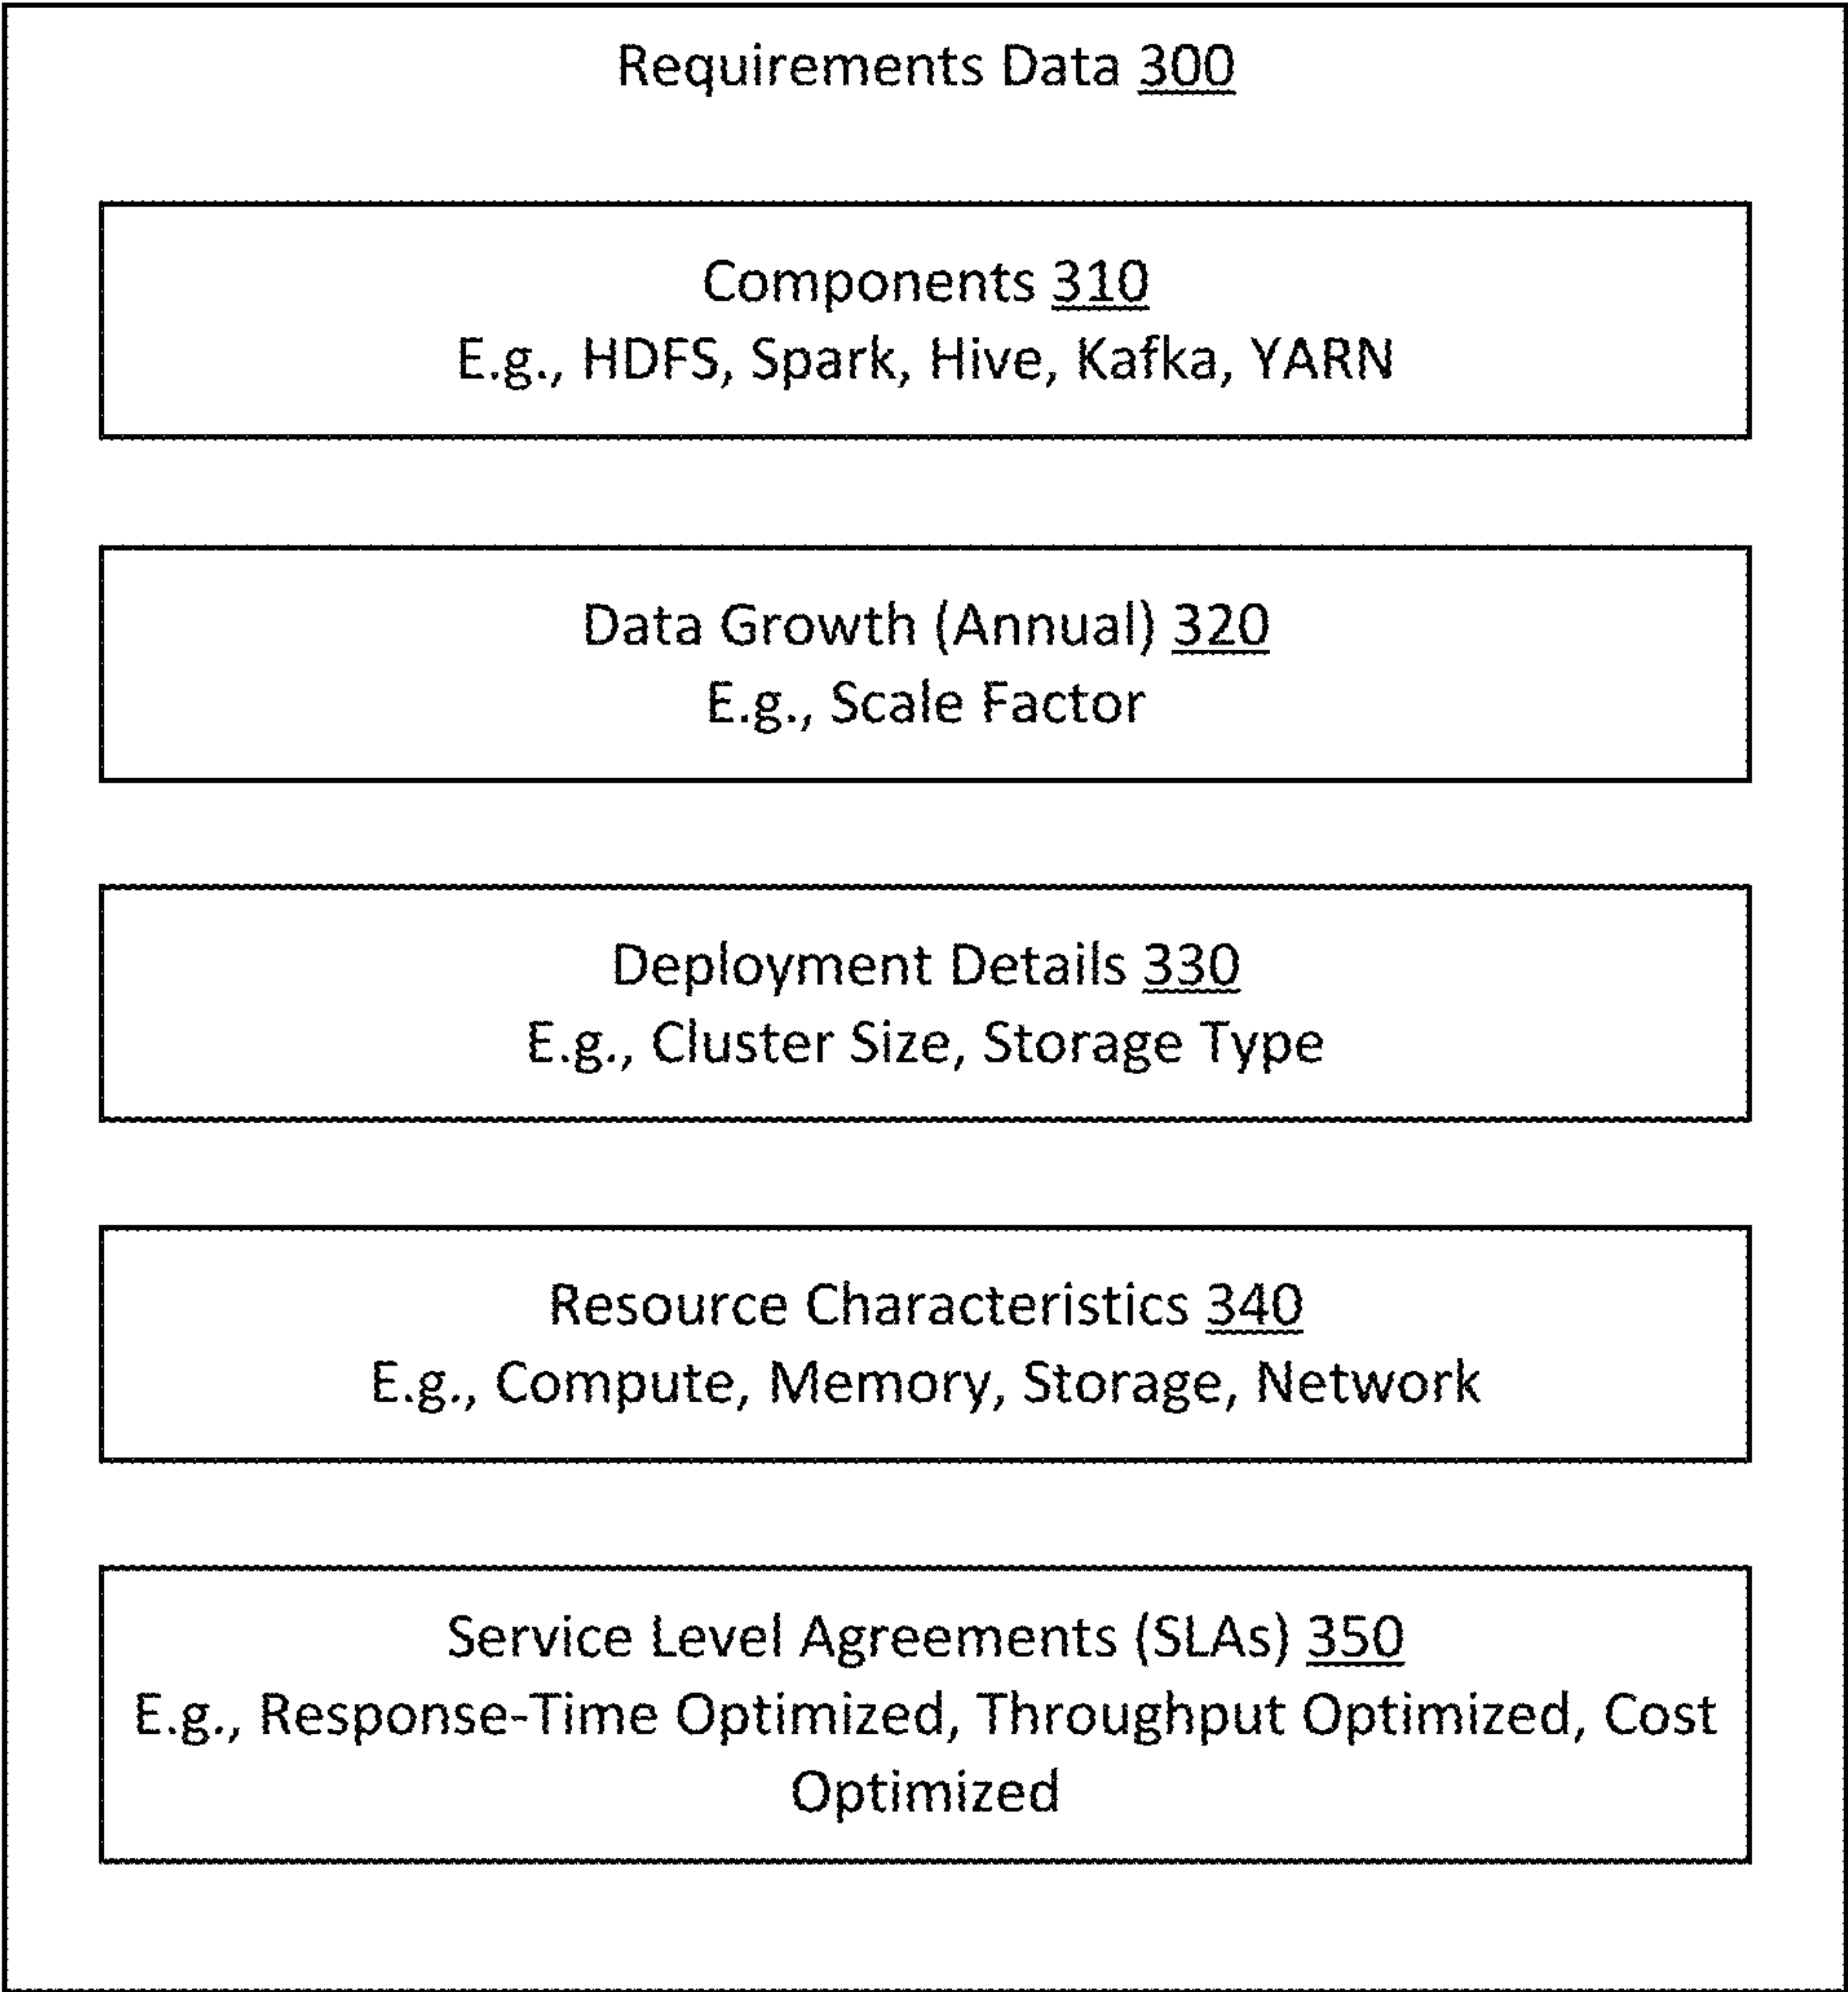 Requirements Data 300
Components 310
E.g., HDFS, Spark, Hive, Kafka, YARN
Data Growth (Annual) 320
E.g., Scale Factor
Deployment Details 330
E.g., Cluster Size, Storage Type
Resource Characteristics 340
E.g., Compute, Memory, Storage, Network
Service Level Agreements (SLAs) 350
E.g., Response-Time Optimized, Throughput Optimized, Cost
Optimized